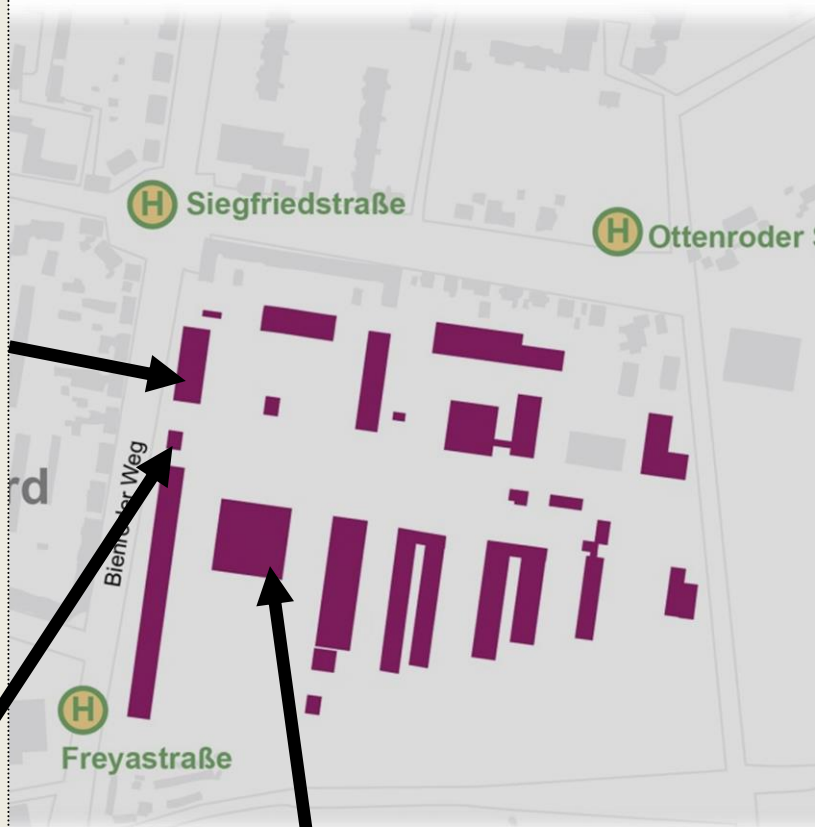 H Siegfriedstraße
H Ottenroder
Bienroder Weg
rd
H
Freyastraße